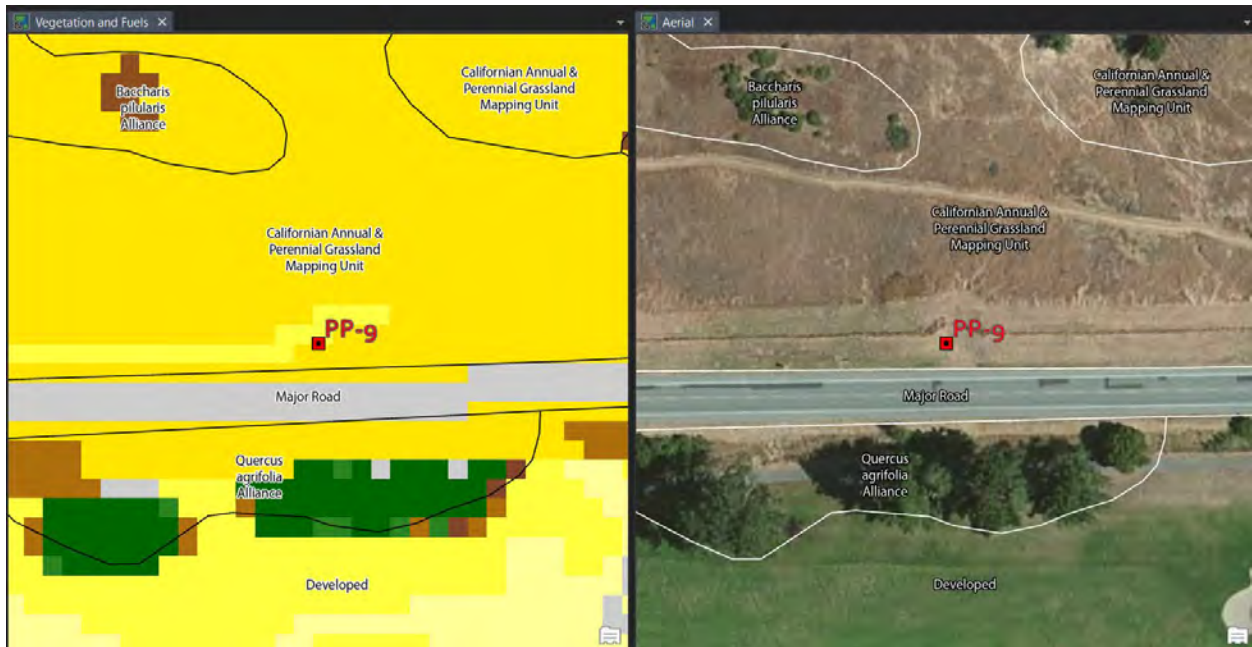 Vegetation and Fuels
Baccharis
pilularis
Alliance
Californian Annual &
Perennial Grassland
Mapping Unit
Californian Annual &
Perennial Grassland
Mapping Unit
PP-9
Major Road
Quercus
agrifolia
Alliance
Developed
Aerial
Baccharis
pilularis
Alliance
Californian Annual &
Perennial Grassland
Mapping Unit
Californian Annual &
Perennial Grassland
Mapping Unit
PP-9
Major Road
Quercus
agrifolia
Alliance
Developed